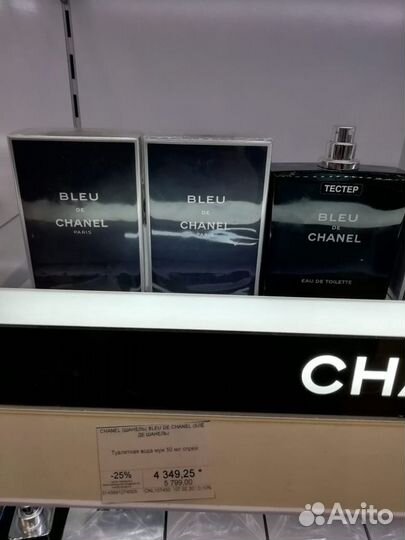 BLEU
DE
CHANEL
PARIS
BLEU
DE
CHANEL
ТЕСТЕР
BLEU
DE
CHANEL
EAU DE TOILETTE
CHA
CHANEL (ШАНЕЛЬ) BLEU DE CHANEL (БЛЕ
ДЕ ШАНЕЛЬ)
Туалетная вода муж 50 мл спрей
-25%
4 349,25 *
5 799,00
Avito